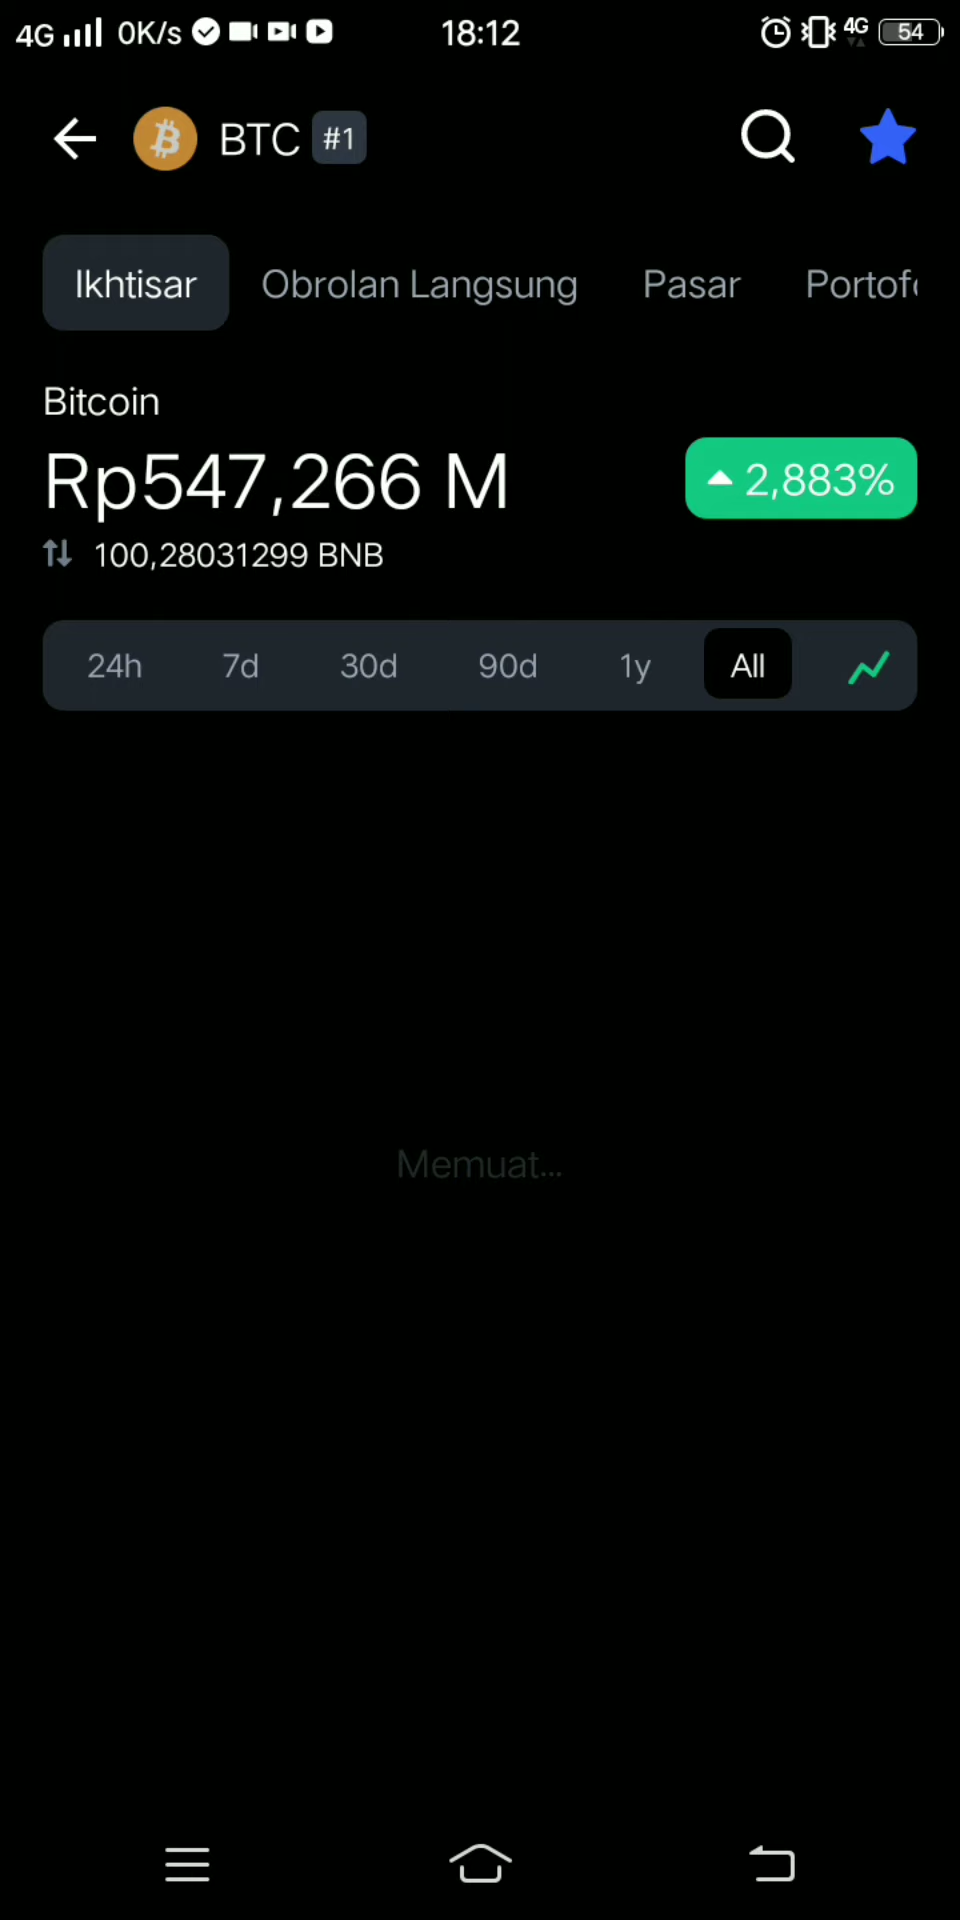 4G 0K/s 18:12 4G 54
BTC #1
Ikhtisar Obrolan Langsung Pasar Portofo
Bitcoin
Rp547,266 M 2,883%
100,28031299 BNB
24h 7d 30d 90d 1y All
Memuat...